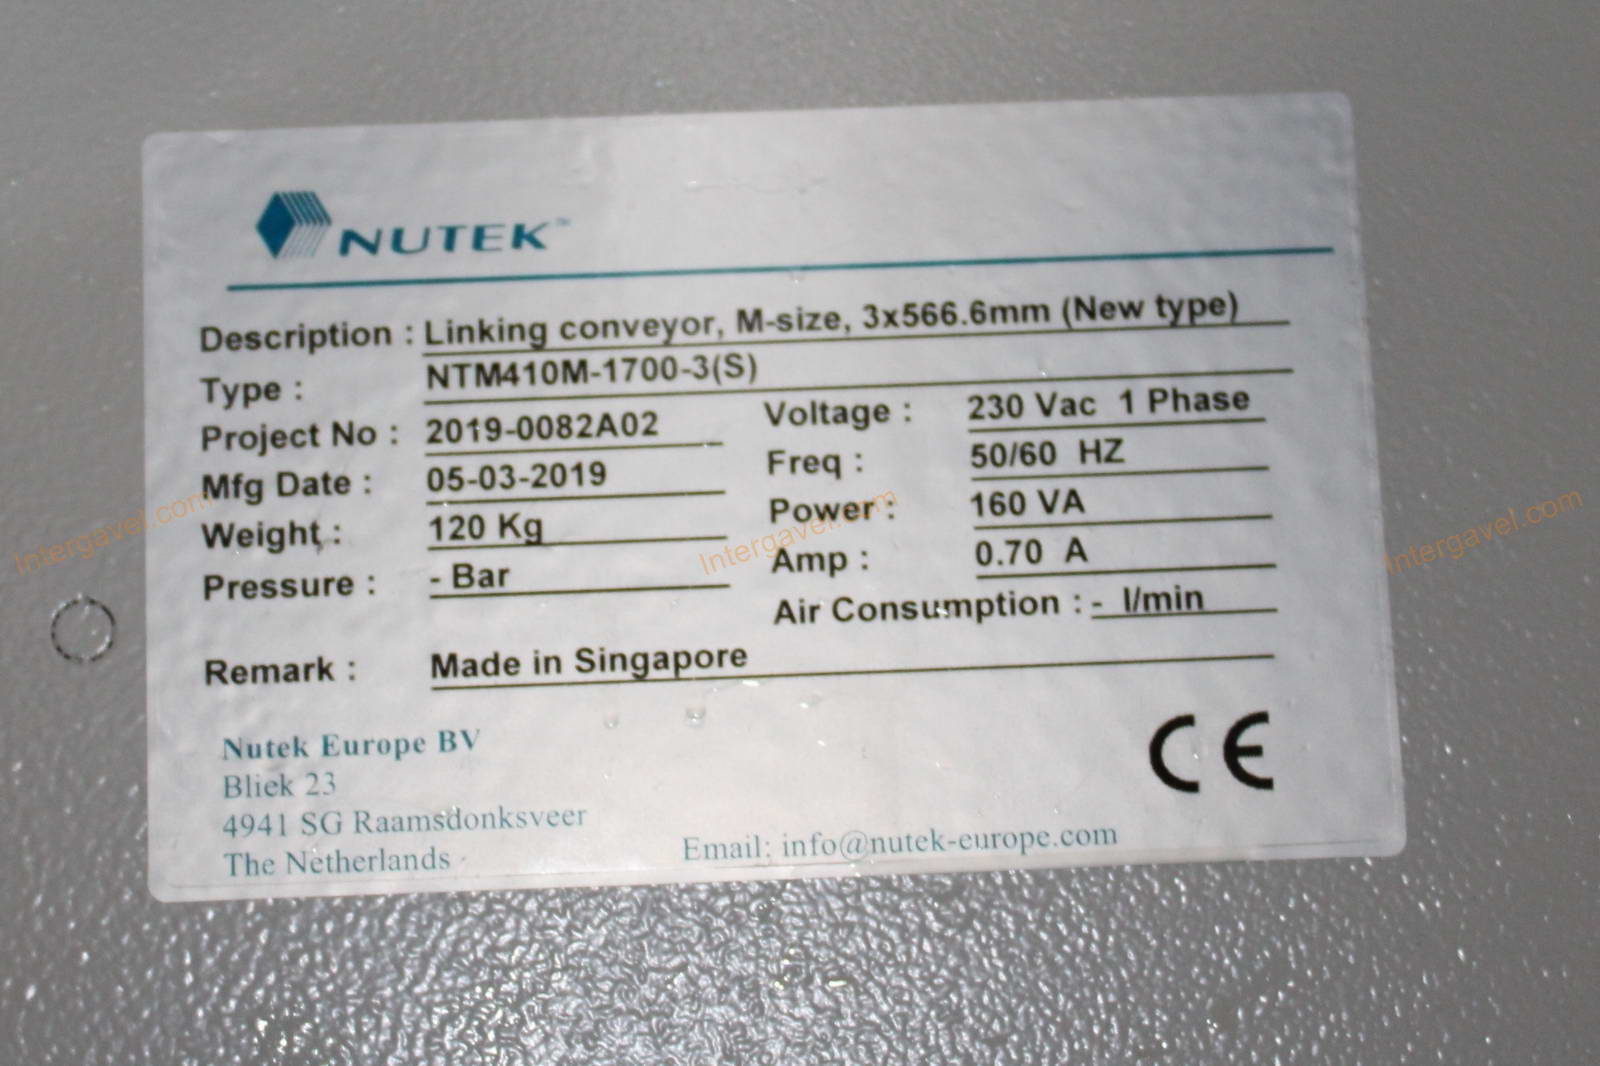 NUTEK™
Description : Linking conveyor, M-size, 3x566.6mm (New type)
Type : NTM410M-1700-3(S)
Project No : 2019-0082A02
Voltage : 230 Vac 1 Phase
Mfg Date : 05-03-2019
Freq : 50/60 HZ
Weight : 120 Kg
Power : 160 VA
Pressure : - Bar
Amp : 0.70 A
Air Consumption : - l/min
Remark : Made in Singapore
Nutek Europe BV
Bliek 23
4941 SG Raamsdonksveer
The Netherlands
Email: info@nutek-europe.com
CE
Intergavel.com
Intergavel.com
Intergavel.com